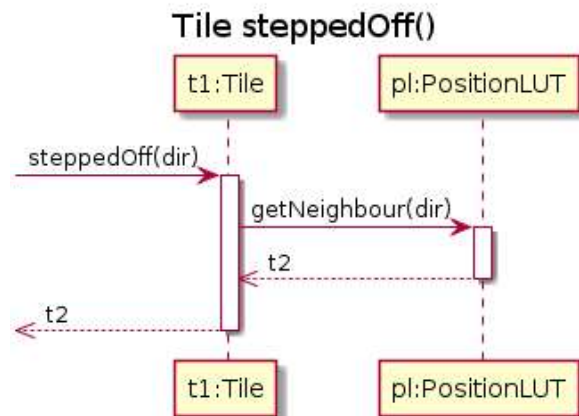 Tile steppedOff()
t1:Tile
pl:PositionLUT
steppedOff(dir)
getNeighbour(dir)
t2
t2
t1:Tile
pl:PositionLUT